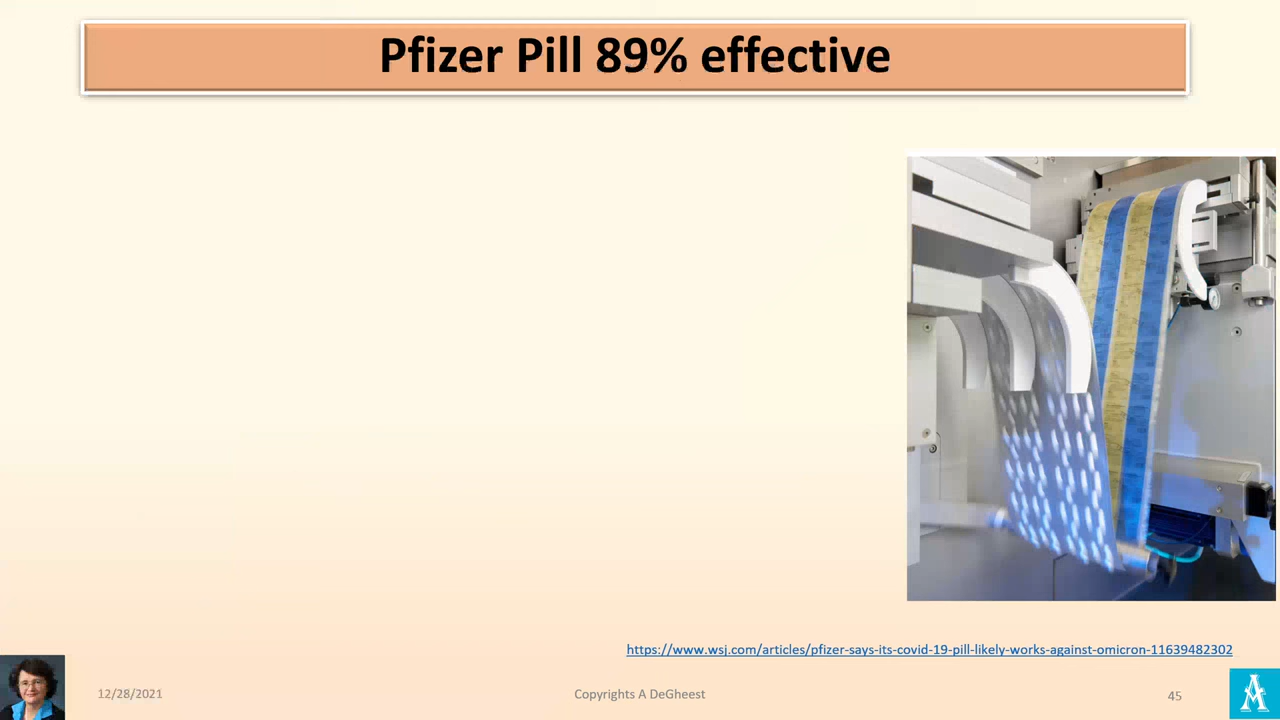 Pfizer Pill 89% effective
https://www.wsj.com/articles/pfizer-says-its-covid-19-pill-likely-works-against-omicron-11639482302
12/28/2021
Copyrights A DeGheest
45
A